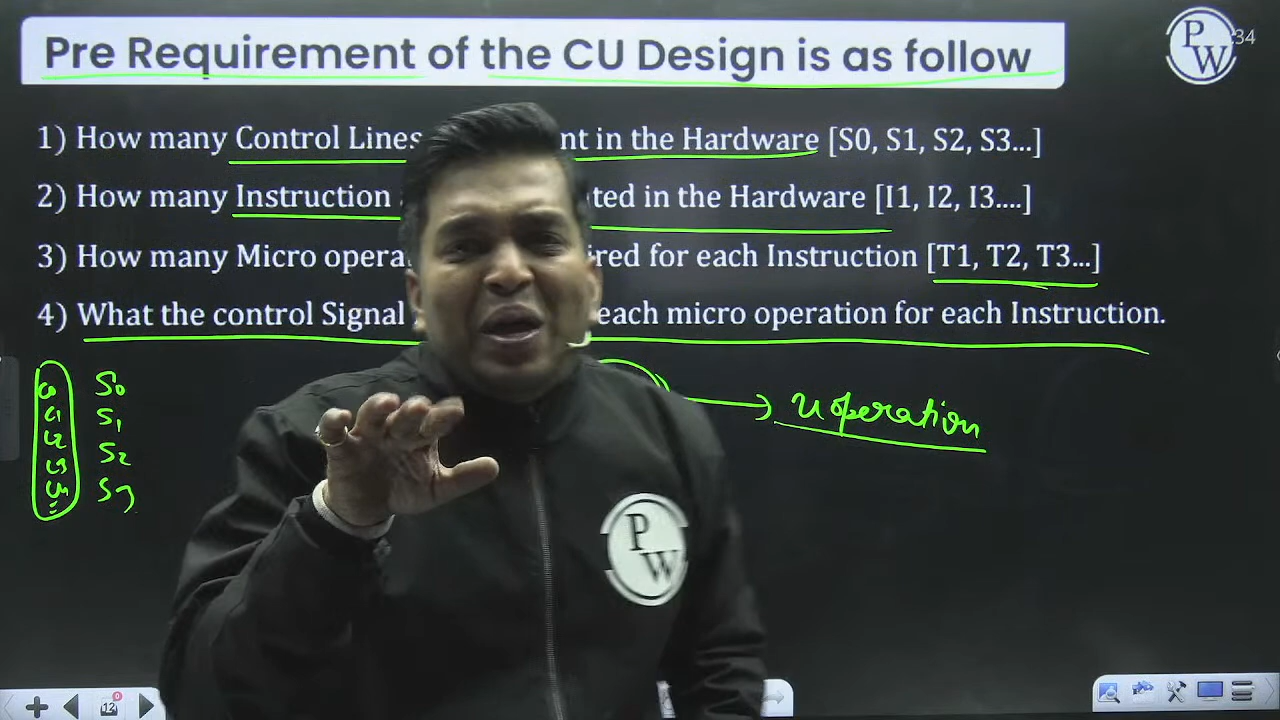 Pre Requirement of the CU Design is as follow
PW 34
1) How many Control Lines nt in the Hardware [S0, S1, S2, S3...]
2) How many Instruction ted in the Hardware [I1, I2, I3....]
3) How many Micro opera red for each Instruction [T1, T2, T3...]
4) What the control Signal each micro operation for each Instruction.
S0
S1
S2
S3
uoperation
PW
12
0